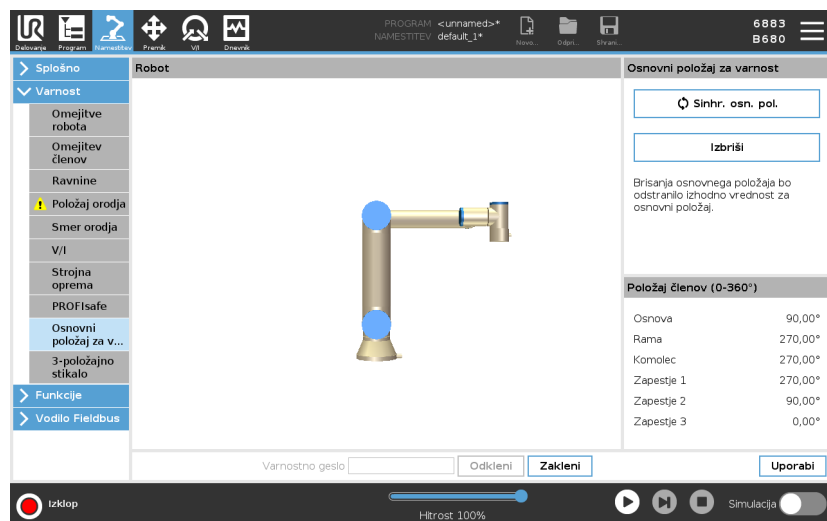 PROGRAM <unnamed>*
NAMESTITEV default_1*
6883
B680
Delovanje Program Namestitev Premik V/I Dnevnik Novo... Odpri... Shrani...
Splošno
Varnost
Omejitve
robota
Omejitev
členov
Ravnine
Položaj orodja
Smer orodja
V/I
Strojna
oprema
PROFIsafe
Osnovni
položaj za v...
3-položajno
stikalo
Funkcije
Vodilo Fieldbus
Robot
Osnovni položaj za varnost
Sinhr. osn. pol.
Izbriši
Brisanja osnovnega položaja bo
odstranilo izhodno vrednost za
osnovni položaj.
Položaj členov (0-360°)
Osnova 90,00°
Rama 270,00°
Komolec 270,00°
Zapestje 1 270,00°
Zapestje 2 90,00°
Zapestje 3 0,00°
Varnostno geslo Odkleni Zakleni Uporabi
Izklop
Hitrost 100%
Simulacija